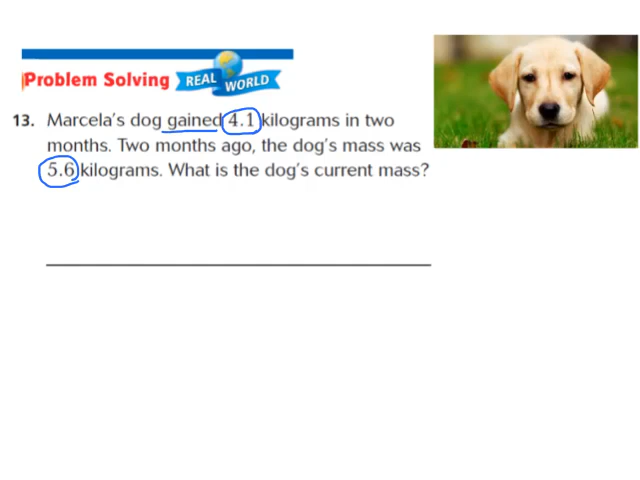 Problem Solving REAL WORLD
13. Marcela's dog gained 4.1 kilograms in two
months. Two months ago, the dog's mass was
5.6 kilograms. What is the dog's current mass?